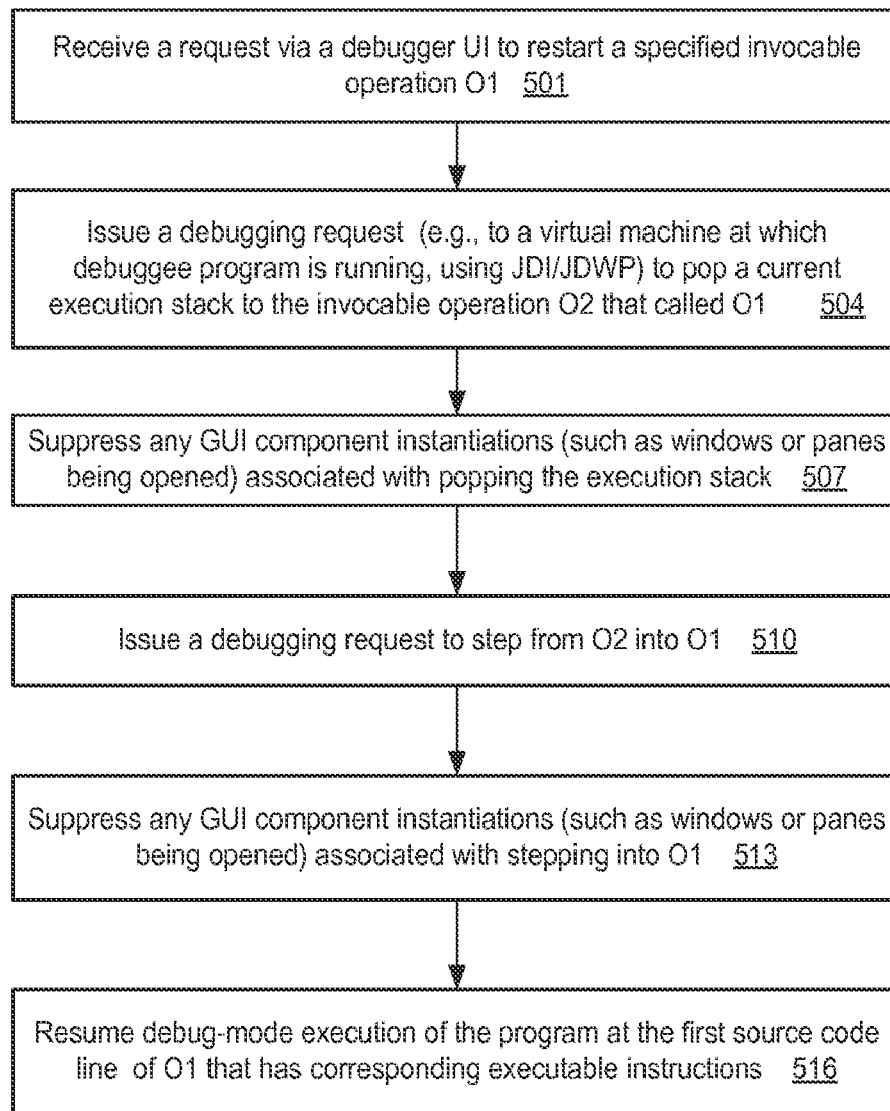 Receive a request via a debugger UI to restart a specified invocable
operation O1 501
Issue a debugging request (e.g., to a virtual machine at which
debuggee program is running, using JDI/JDWP) to pop a current
execution stack to the invocable operation O2 that called O1 504
Suppress any GUI component instantiations (such as windows or panes
being opened) associated with popping the execution stack 507
Issue a debugging request to step from O2 into O1 510
Suppress any GUI component instantiations (such as windows or panes
being opened) associated with stepping into O1 513
Resume debug-mode execution of the program at the first source code
line of O1 that has corresponding executable instructions 516